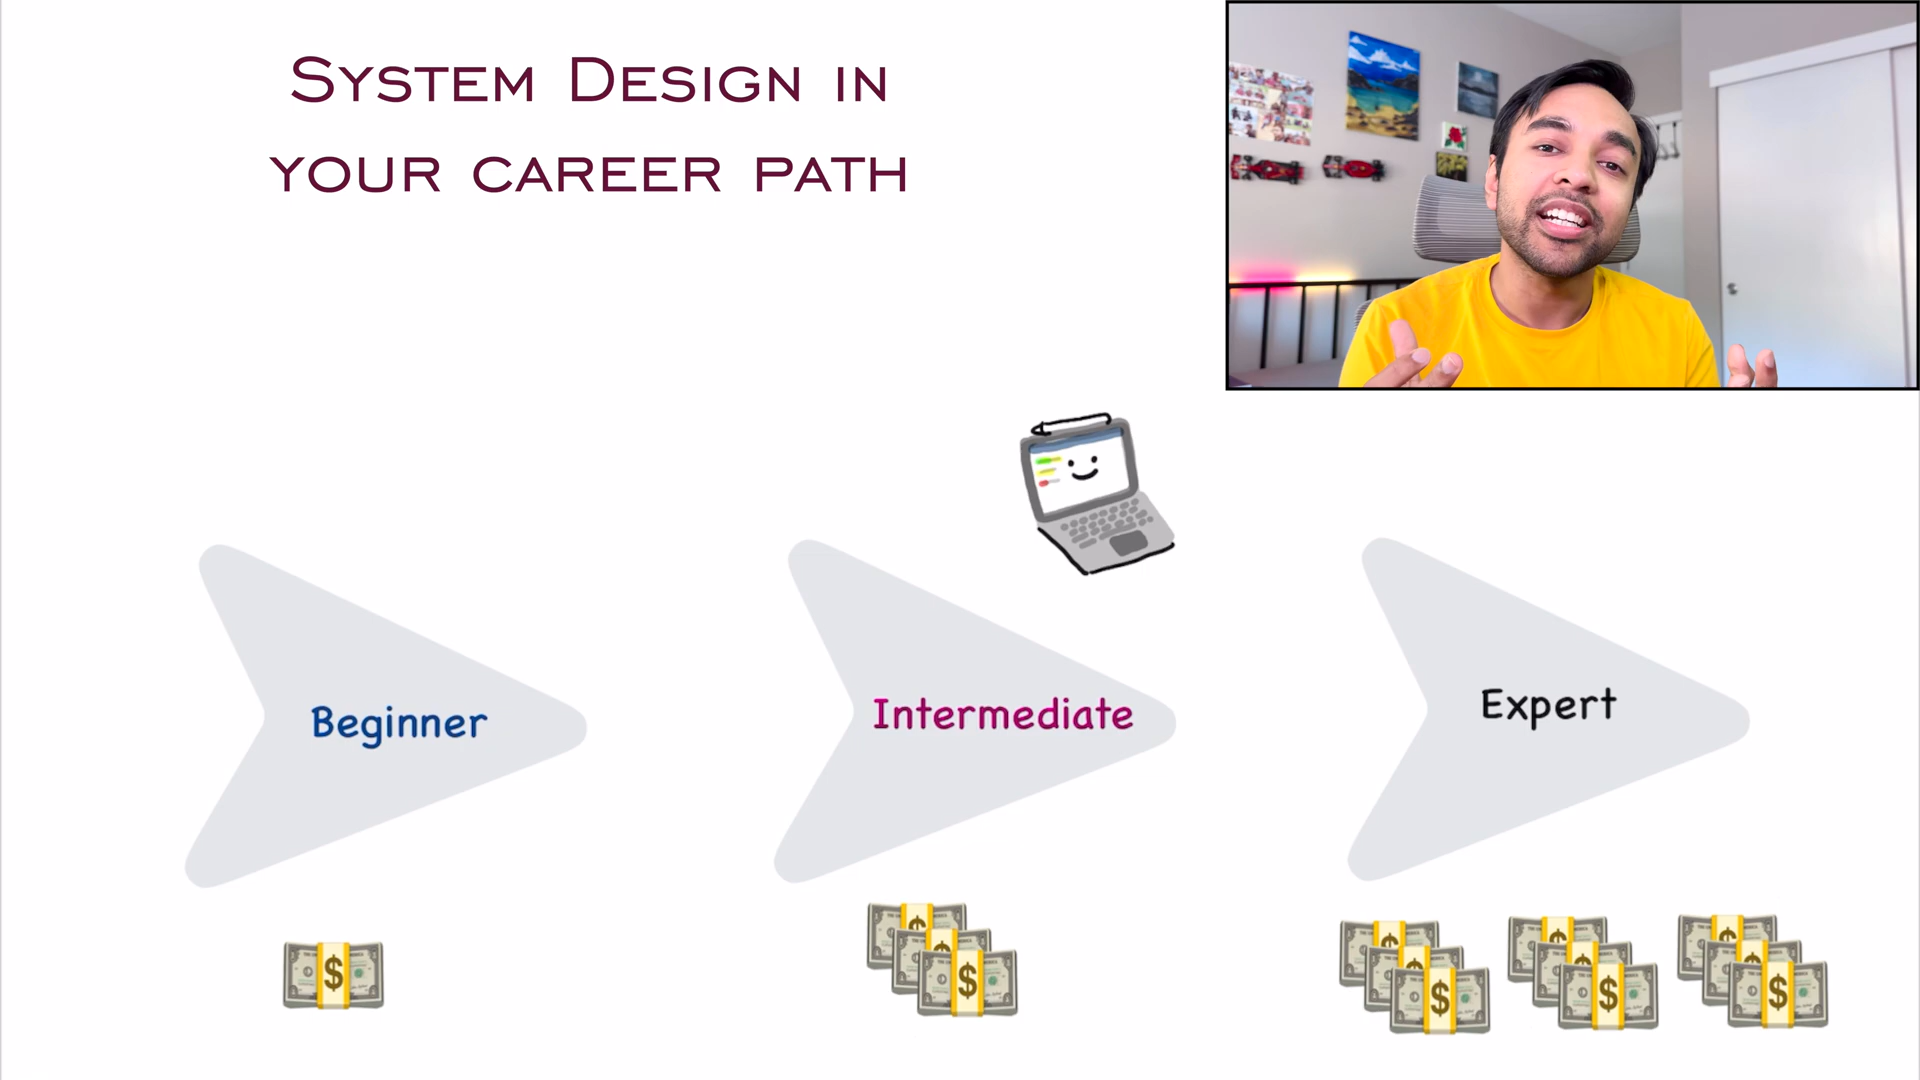 System Design in
your career path
Beginner
Intermediate
Expert